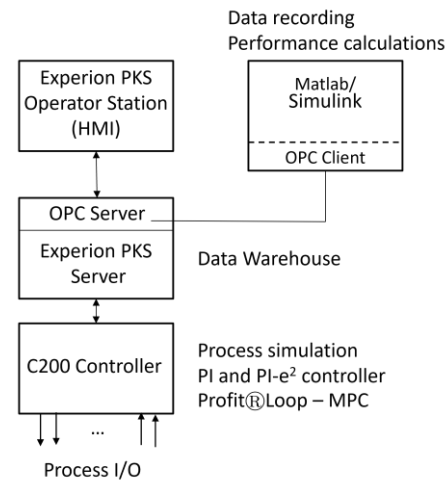 Data recording
Performance calculations
Experion PKS
Operator Station
(HMI)
Matlab/
Simulink
OPC Client
OPC Server
Experion PKS
Server
Data Warehouse
C200 Controller
Process simulation
PI and PI-e² controller
Profit®Loop – MPC
...
Process I/O